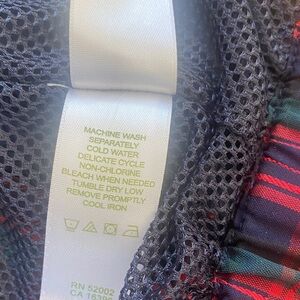 MACHINE WASH
SEPARATELY
COLD WATER
DELICATE CYCLE
NON-CHLORINE
BLEACH WHEN NEEDED
TUMBLE DRY LOW
REMOVE PROMPTLY
COOL IRON
RN 52002
CA